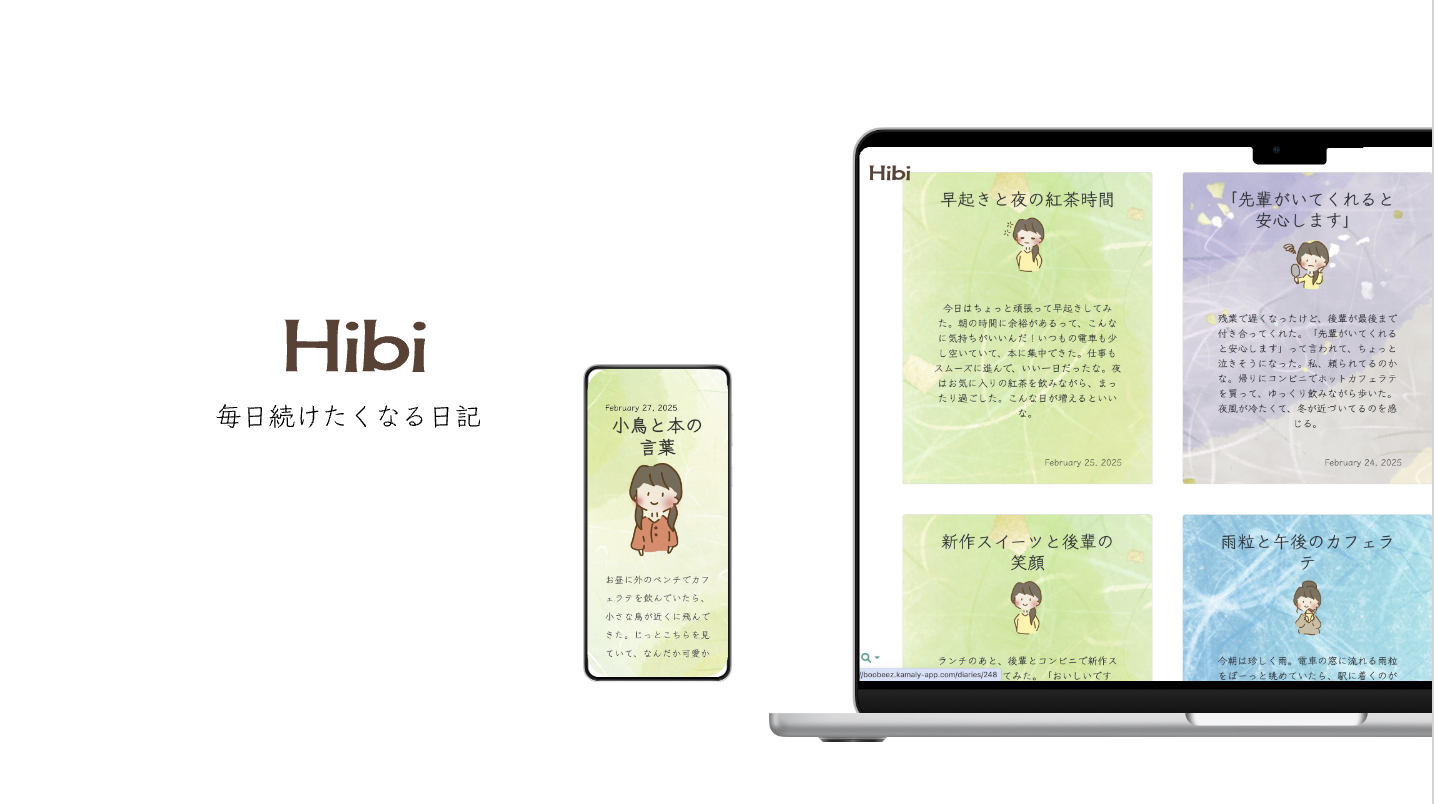 Hibi
毎日続けたくなる日記
February 27, 2025
小鳥と本の
言葉
お昼に外のベンチでカフ
ェラテを飲んでいたら、
小さな鳥が近くに飛んで
きた。じっとこちらを見
ていて、なんだか可愛か
Hibi
早起きと夜の紅茶時間
今日はちょっと頑張って早起きしてみ
た。朝の時間に余裕があるって、こんな
に気持ちがいいんだ!いつもの電車も少
し空いていて、本に集中できた。仕事も
スムーズに進んで、いい一日だったな。夜
はお気に入りの紅茶を飲みながら、まっ
たり過ごした。こんな日が増えるといい
な。
February 25, 2025
「先輩がいてくれると
安心します」
残業で遅くなったけど、後輩が最後まで
付き合ってくれた。「先輩がいてくれる
と安心します」って言われて、ちょっと
泣きそうになった。私、頼られてるのか
な。帰りにコンビニでホットカフェラテ
を買って、ゆっくり飲みながら歩いた。
夜風が冷たくて、冬が近づいてるのを感
じる。
February 24, 2025
新作スイーツと後輩の
笑顔
ランチのあと、後輩とコンビニで新作ス
てみた。「おいしいです
雨粒と午後のカフェラ
テ
今朝は珍しく雨。電車の窓に流れる雨粒
をぼーっと眺めていたら、駅に着くのが
//boobeez.kamaly-app.com/diaries/248